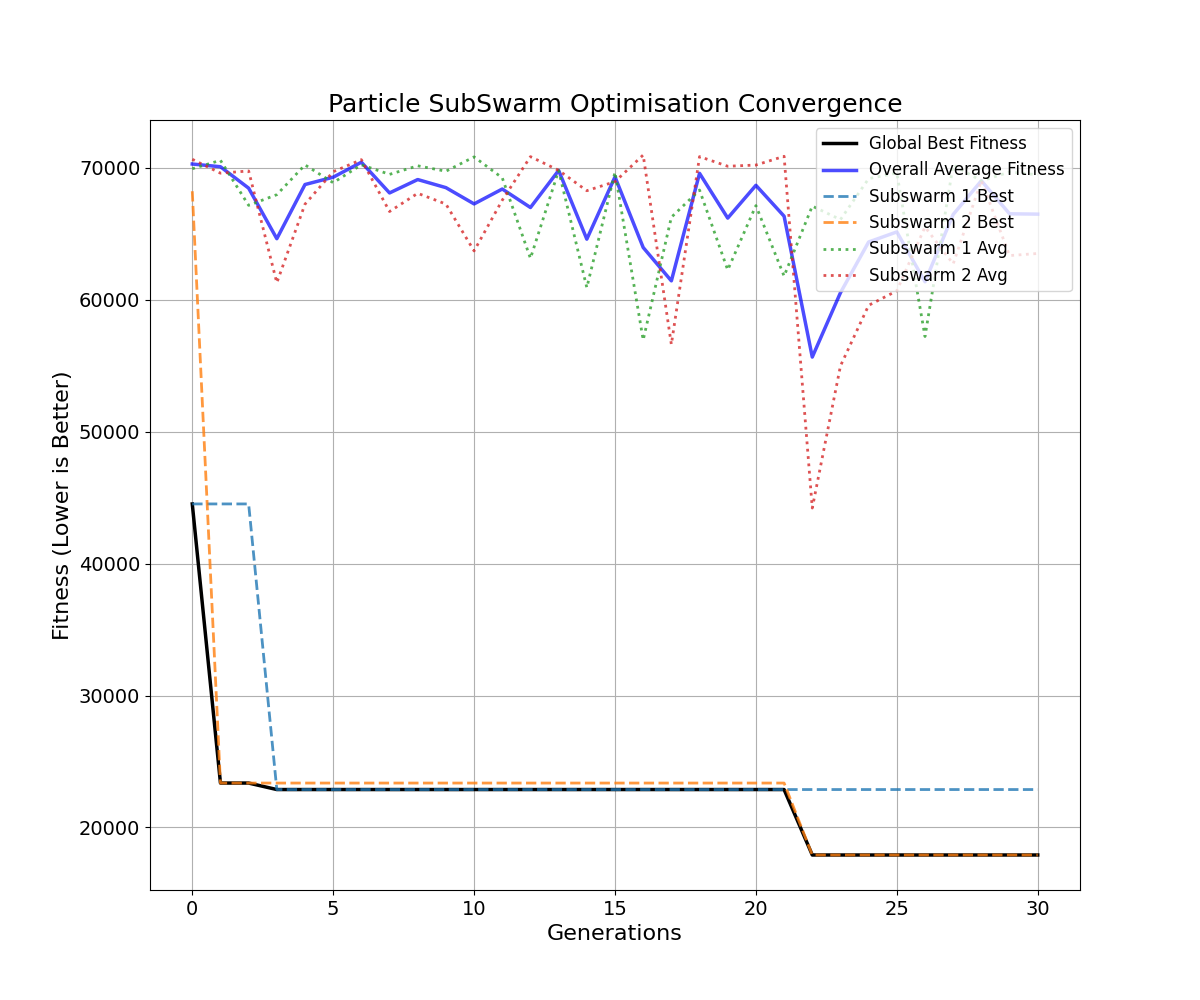 Particle SubSwarm Optimisation Convergence
Global Best Fitness
Overall Average Fitness
Subswarm 1 Best
Subswarm 2 Best
Subswarm 1 Avg
Subswarm 2 Avg
70000
60000
50000
40000
30000
20000
Fitness (Lower is Better)
0 5 10 15 20 25 30
Generations